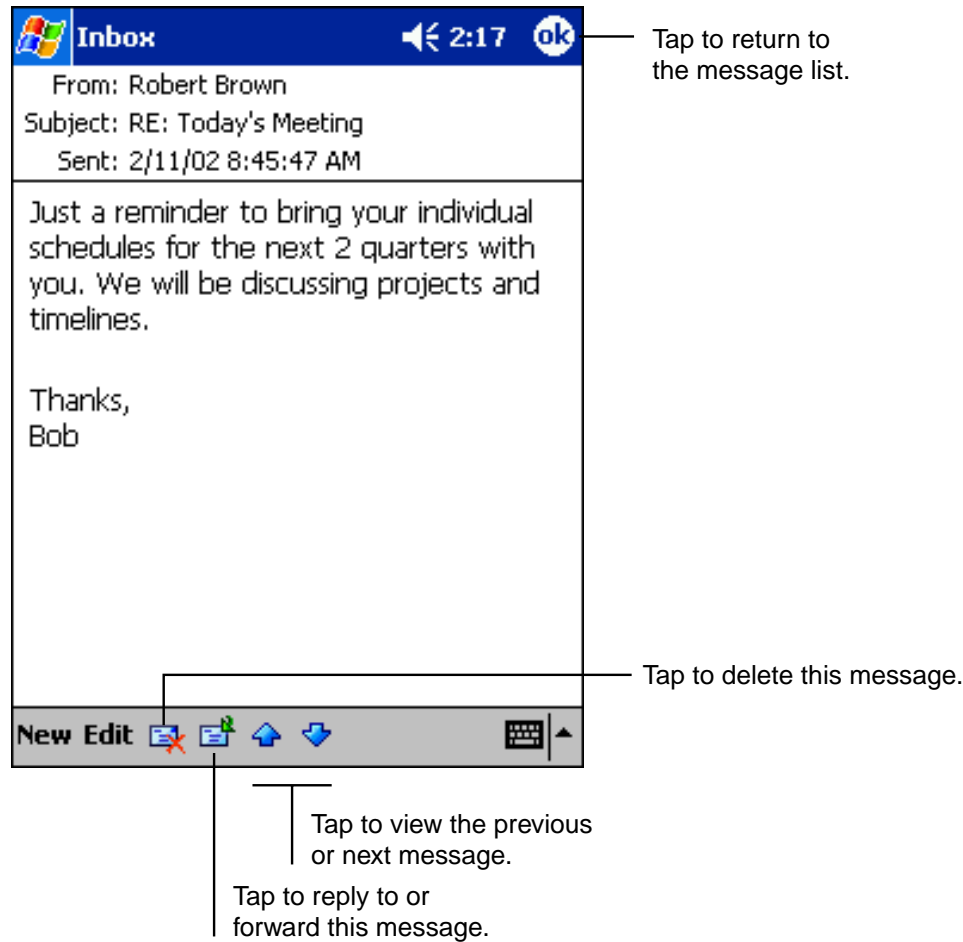 Inbox 2:17 ok
Tap to return to
the message list.
From: Robert Brown
Subject: RE: Today's Meeting
Sent: 2/11/02 8:45:47 AM
Just a reminder to bring your individual
schedules for the next 2 quarters with
you. We will be discussing projects and
timelines.
Thanks,
Bob
Tap to delete this message.
New Edit
Tap to view the previous
or next message.
Tap to reply to or
forward this message.